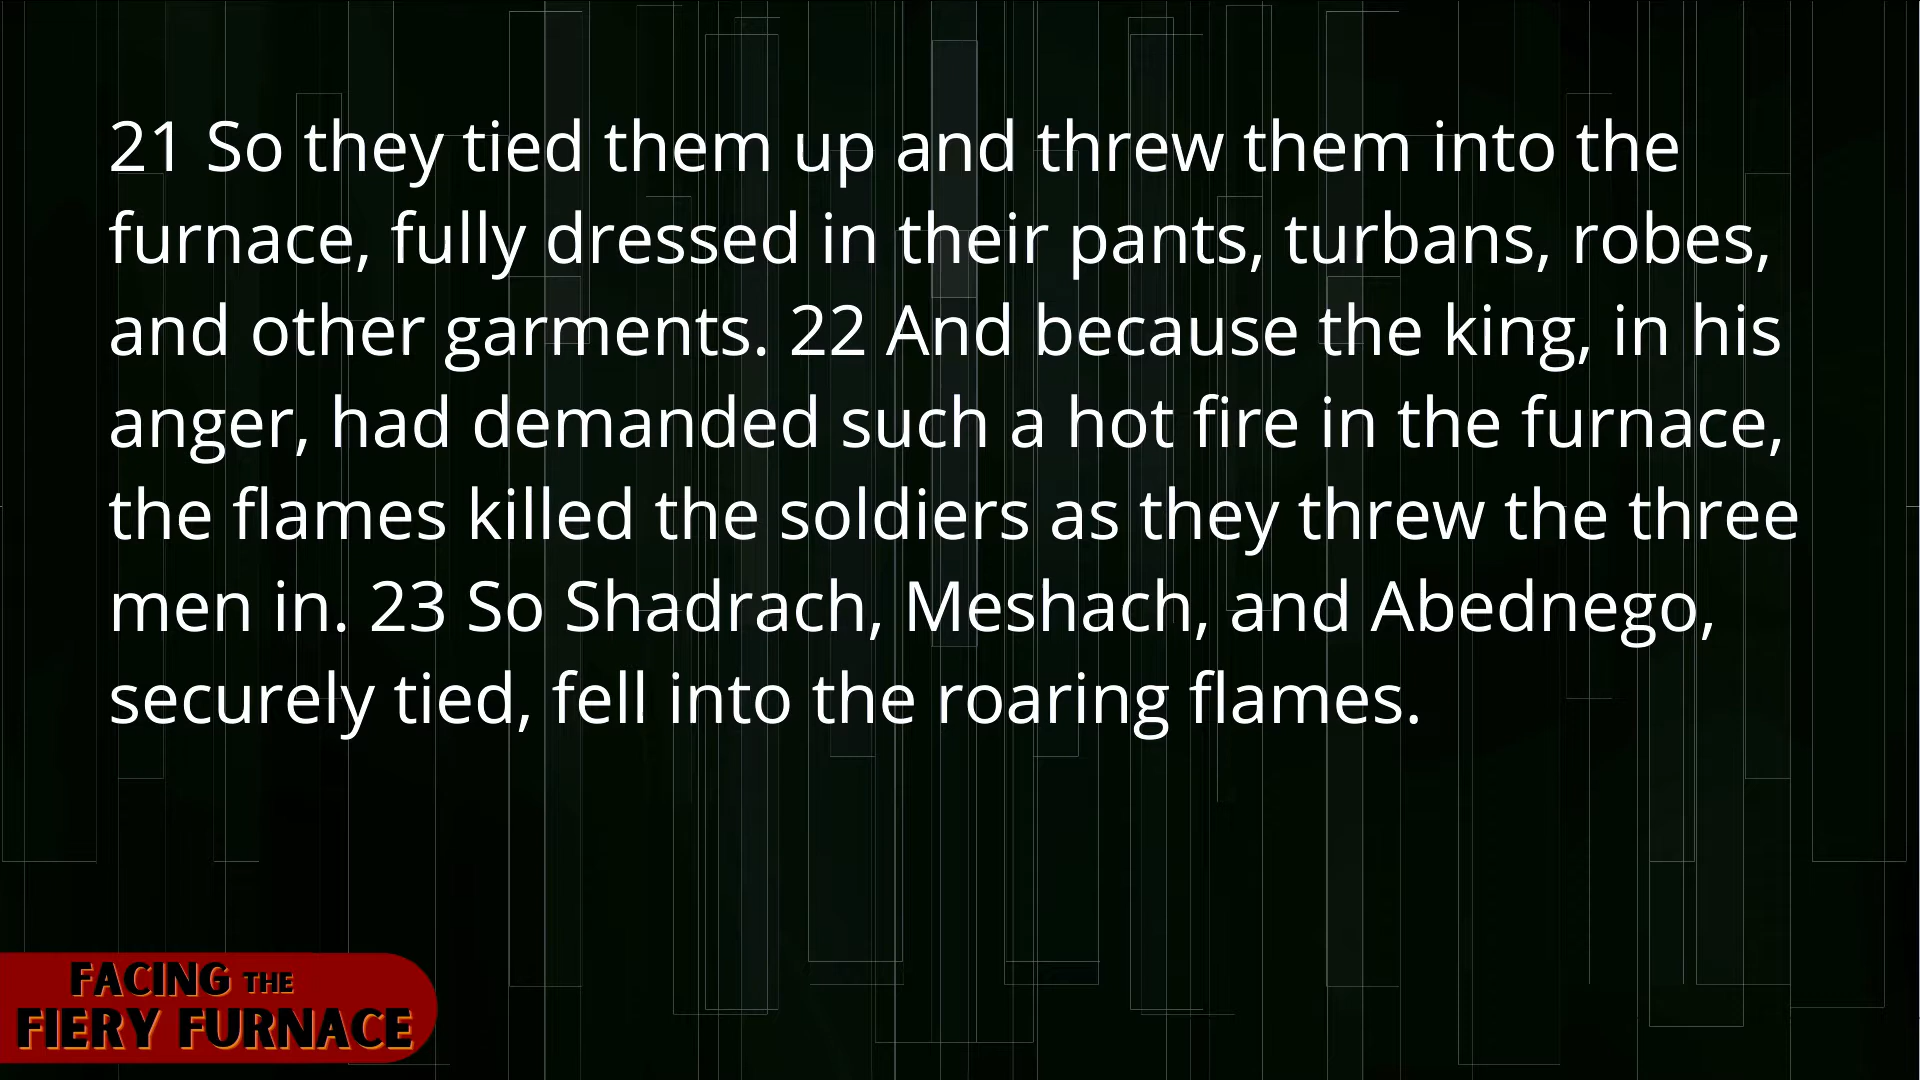 21 So they tied them up and threw them into the
furnace, fully dressed in their pants, turbans, robes,
and other garments. 22 And because the king, in his
anger, had demanded such a hot fire in the furnace,
the flames killed the soldiers as they threw the three
men in. 23 So Shadrach, Meshach, and Abednego,
securely tied, fell into the roaring flames.
FACING THE
FIERY FURNACE